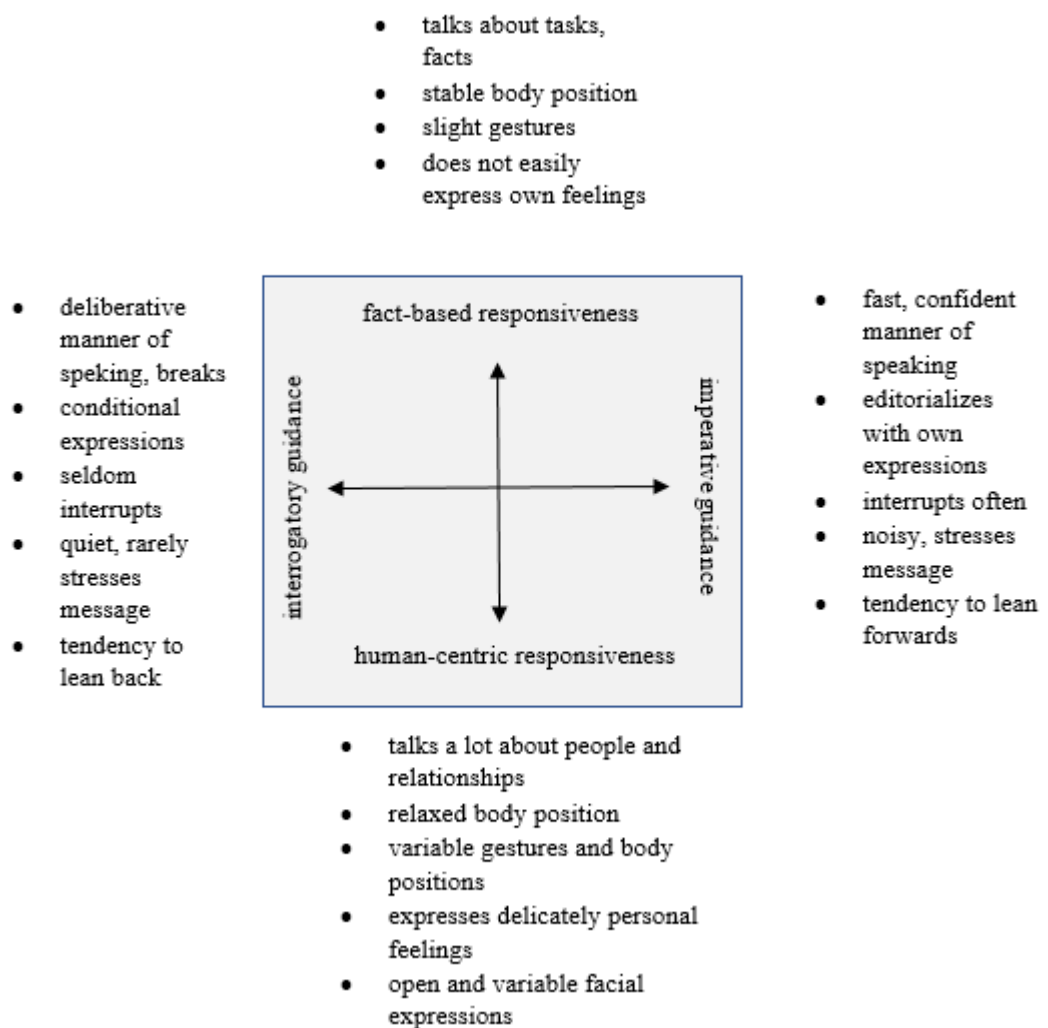 • talks about tasks,
facts
• stable body position
• slight gestures
• does not easily
express own feelings
• deliberative
manner of
speking, breaks
• conditional
expressions
• seldom
interrupts
• quiet, rarely
stresses
message
• tendency to
lean back
fact-based responsiveness
interrogatory guidance
imperative guidance
human-centric responsiveness
• fast, confident
manner of
speaking
• editorializes
with own
expressions
• interrupts often
• noisy, stresses
message
• tendency to lean
forwards
• talks a lot about people and
relationships
• relaxed body position
• variable gestures and body
positions
• expresses delicately personal
feelings
• open and variable facial
expressions